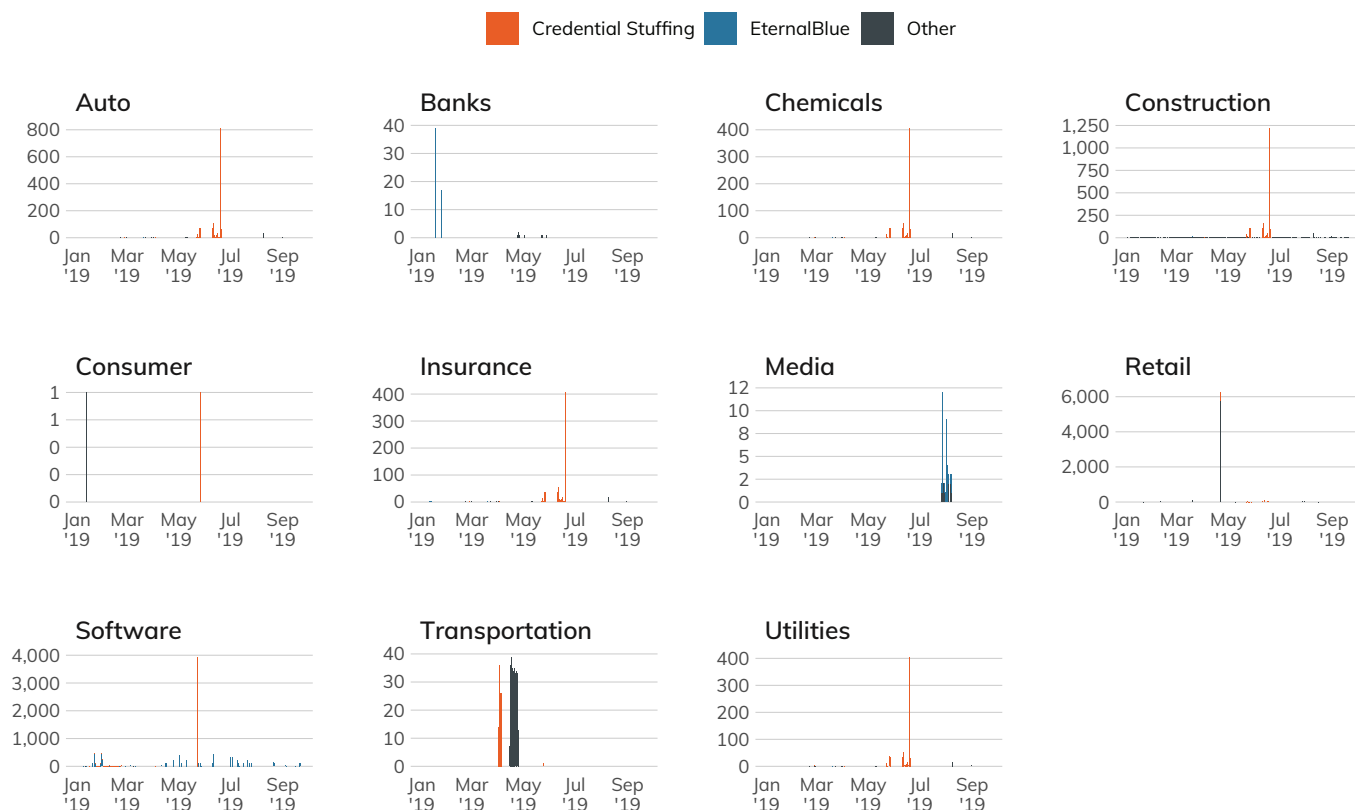 Credential Stuffing EternalBlue Other
Auto Banks Chemicals Construction
800
600
400
200
0
Jan Mar May Jul Sep
'19 '19 '19 '19 '19
40
30
20
10
0
Jan Mar May Jul Sep
'19 '19 '19 '19 '19
400
300
200
100
0
Jan Mar May Jul Sep
'19 '19 '19 '19 '19
1,250
1,000
750
500
250
0
Jan Mar May Jul Sep
'19 '19 '19 '19 '19
Consumer Insurance Media Retail
1
1
0
0
0
Jan Mar May Jul Sep
'19 '19 '19 '19 '19
400
300
200
100
0
Jan Mar May Jul Sep
'19 '19 '19 '19 '19
12
10
8
5
2
0
Jan Mar May Jul Sep
'19 '19 '19 '19 '19
6,000
4,000
2,000
0
Jan Mar May Jul Sep
'19 '19 '19 '19 '19
Software Transportation Utilities
4,000
3,000
2,000
1,000
0
Jan Mar May Jul Sep
'19 '19 '19 '19 '19
40
30
20
10
0
Jan Mar May Jul Sep
'19 '19 '19 '19 '19
400
300
200
100
0
Jan Mar May Jul Sep
'19 '19 '19 '19 '19